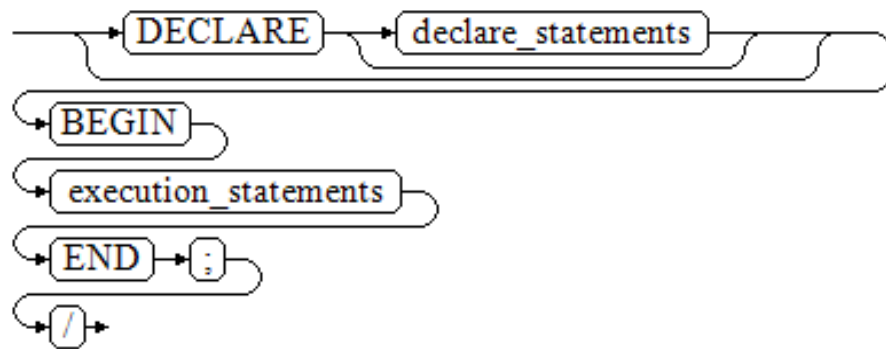 DECLARE declare_statements
BEGIN
execution_statements
END ;
/